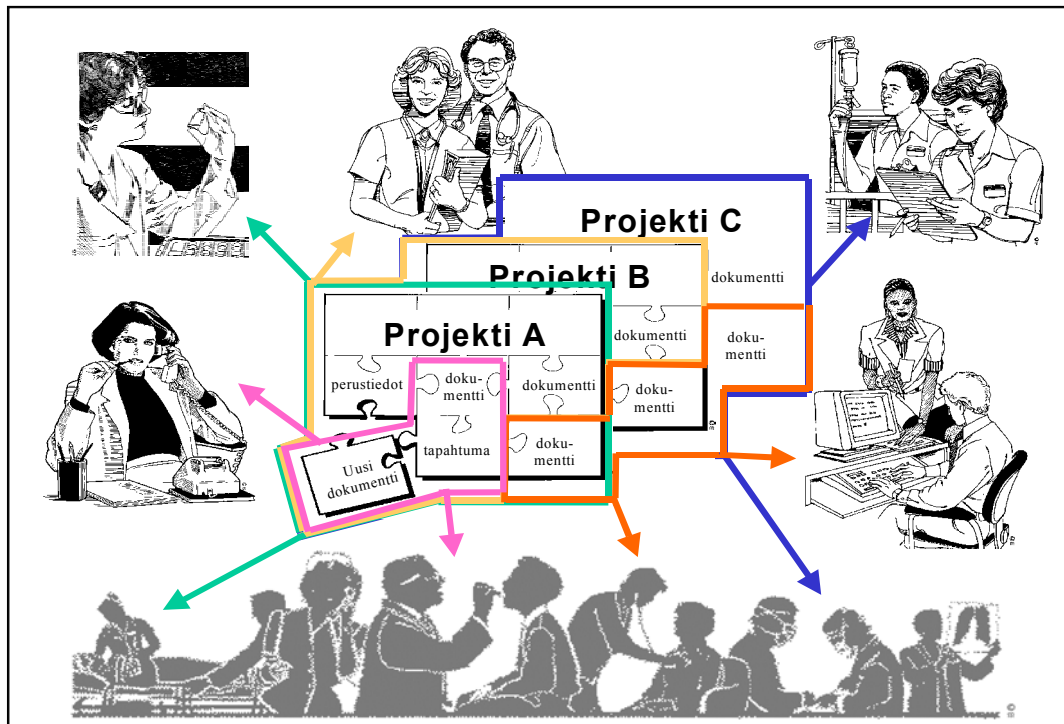 Projekti C
dokumentti
doku-
mentti
Projekti B
dokumentti
doku-
mentti
Projekti A
perustiedot
doku-
mentti
dokumentti
tapahtuma
doku-
mentti
Uusi
dokumentti